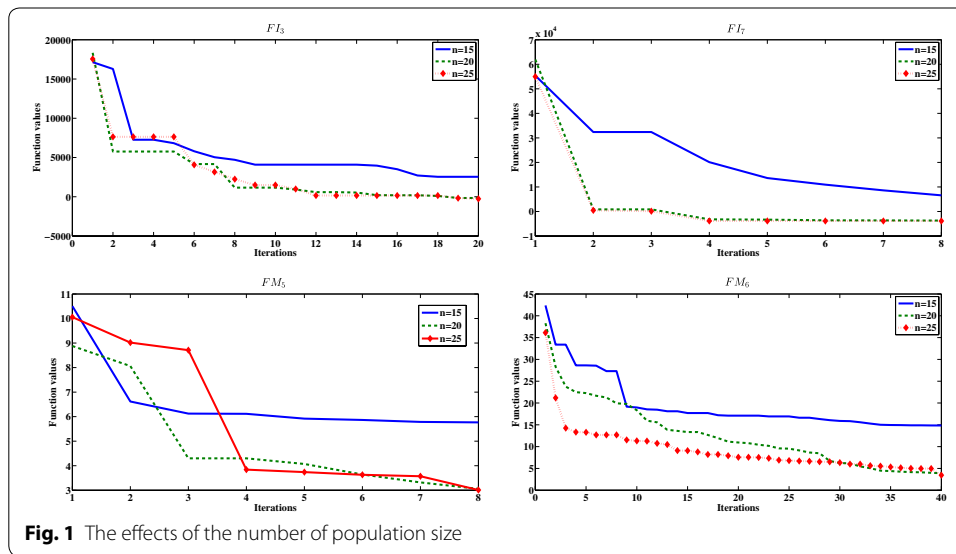 FI3
Function values
20000
15000
10000
5000
0
−5000
0 2 4 6 8 10 12 14 16 18 20
Iterations
n=15
n=20
n=25
FI7
x 10^4
Function values
7
6
5
4
3
2
1
0
−1
1 2 3 4 5 6 7 8
Iterations
n=15
n=20
n=25
FM5
Function values
11
10
9
8
7
6
5
4
3
1 2 3 4 5 6 7 8
Iterations
n=15
n=20
n=25
FM6
Function values
45
40
35
30
25
20
15
10
5
0
0 5 10 15 20 25 30 35 40
Iterations
n=15
n=20
n=25
Fig. 1 The effects of the number of population size